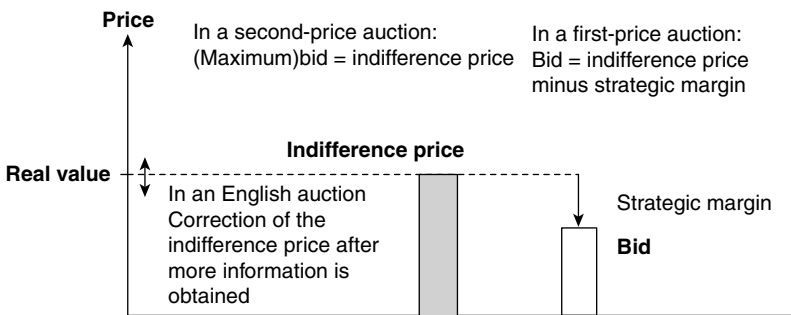 Price
In a second-price auction:
(Maximum)bid = indifference price
In a first-price auction:
Bid = indifference price
minus strategic margin
Indifference price
Real value
In an English auction
Correction of the
indifference price after
more information is
obtained
Strategic margin
Bid